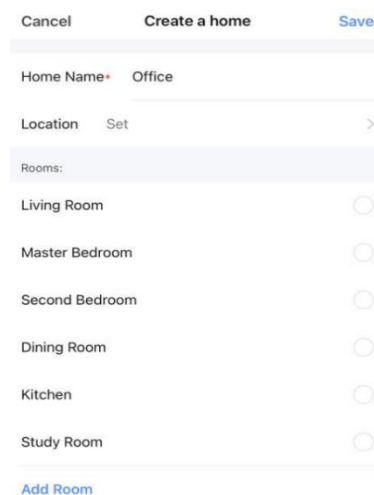 Cancel Create a home Save
Home Name• Office
Location Set
Rooms:
Living Room
Master Bedroom
Second Bedroom
Dining Room
Kitchen
Study Room
Add Room